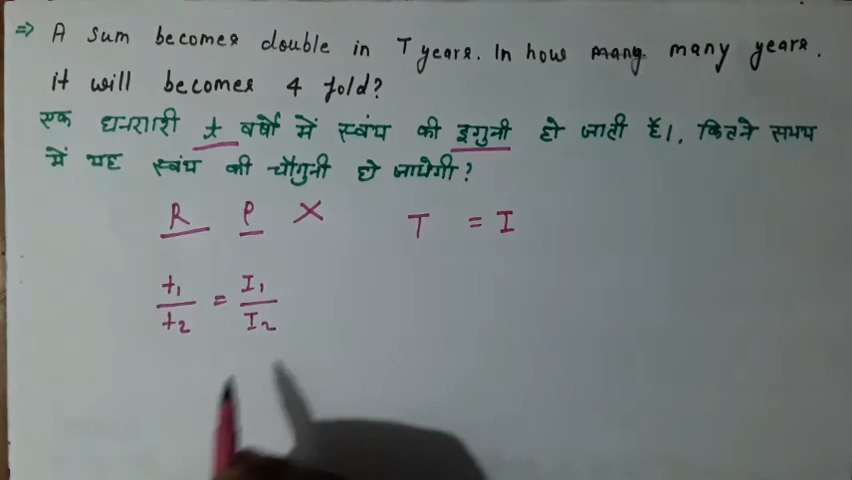 ⇒ A sum becomes double in T years. In how many many years.
it will becomes 4 fold?
एक धनराशी t वर्षो में स्वंय की दुगुनी हो जाती है।. कितने समय
में यह स्वंय की चौगुनी हो जायेगी?
R P X T = I
t₁/t₂ = I₁/I₂